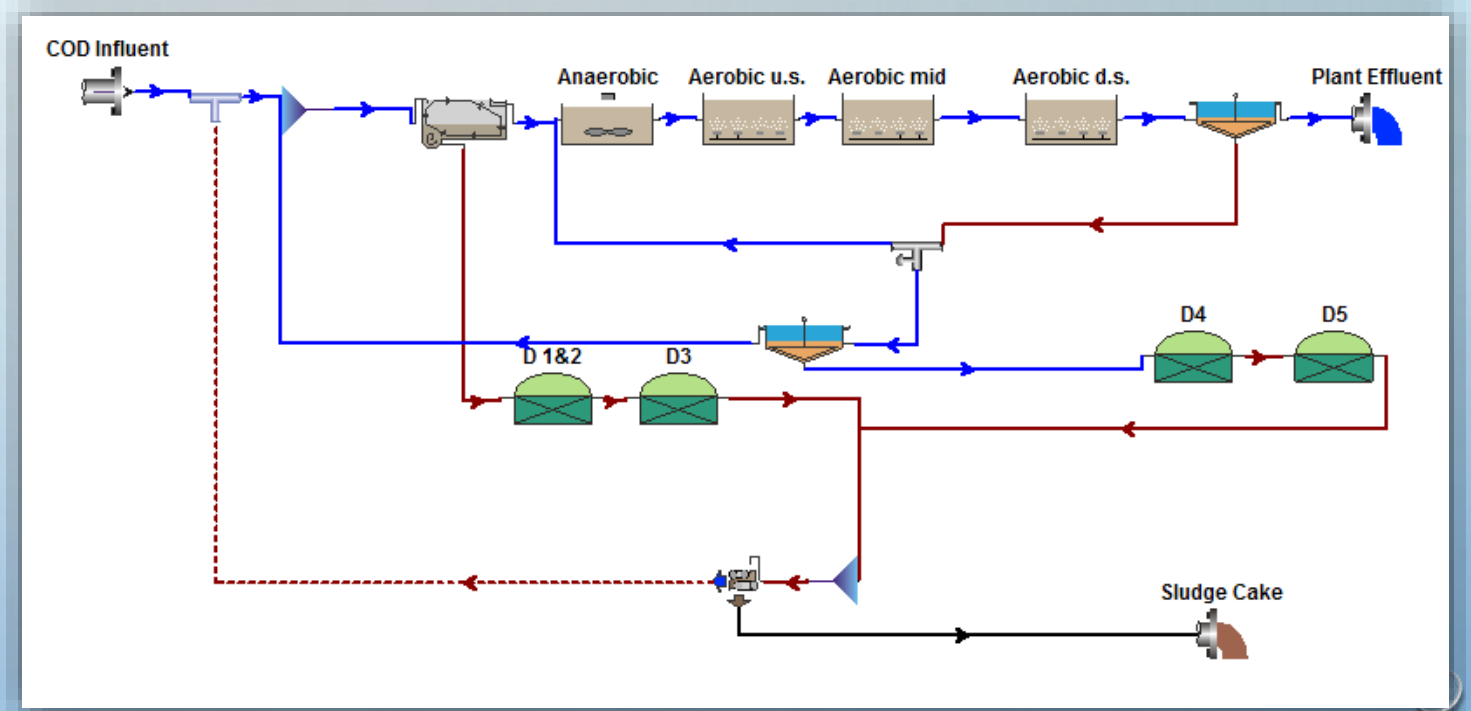 COD Influent
Anaerobic
Aerobic u.s.
Aerobic mid
Aerobic d.s.
Plant Effluent
D4
D5
D 1&2
D3
Sludge Cake